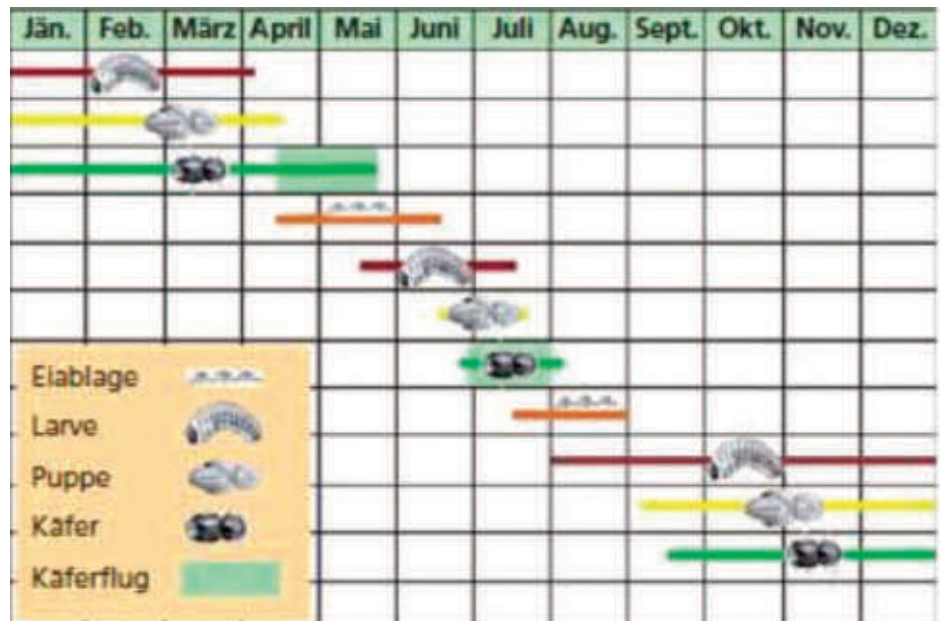 Jän. Feb. März April Mai Juni Juli Aug. Sept. Okt. Nov. Dez.
Eiablage
Larve
Puppe
Käfer
Käferflug